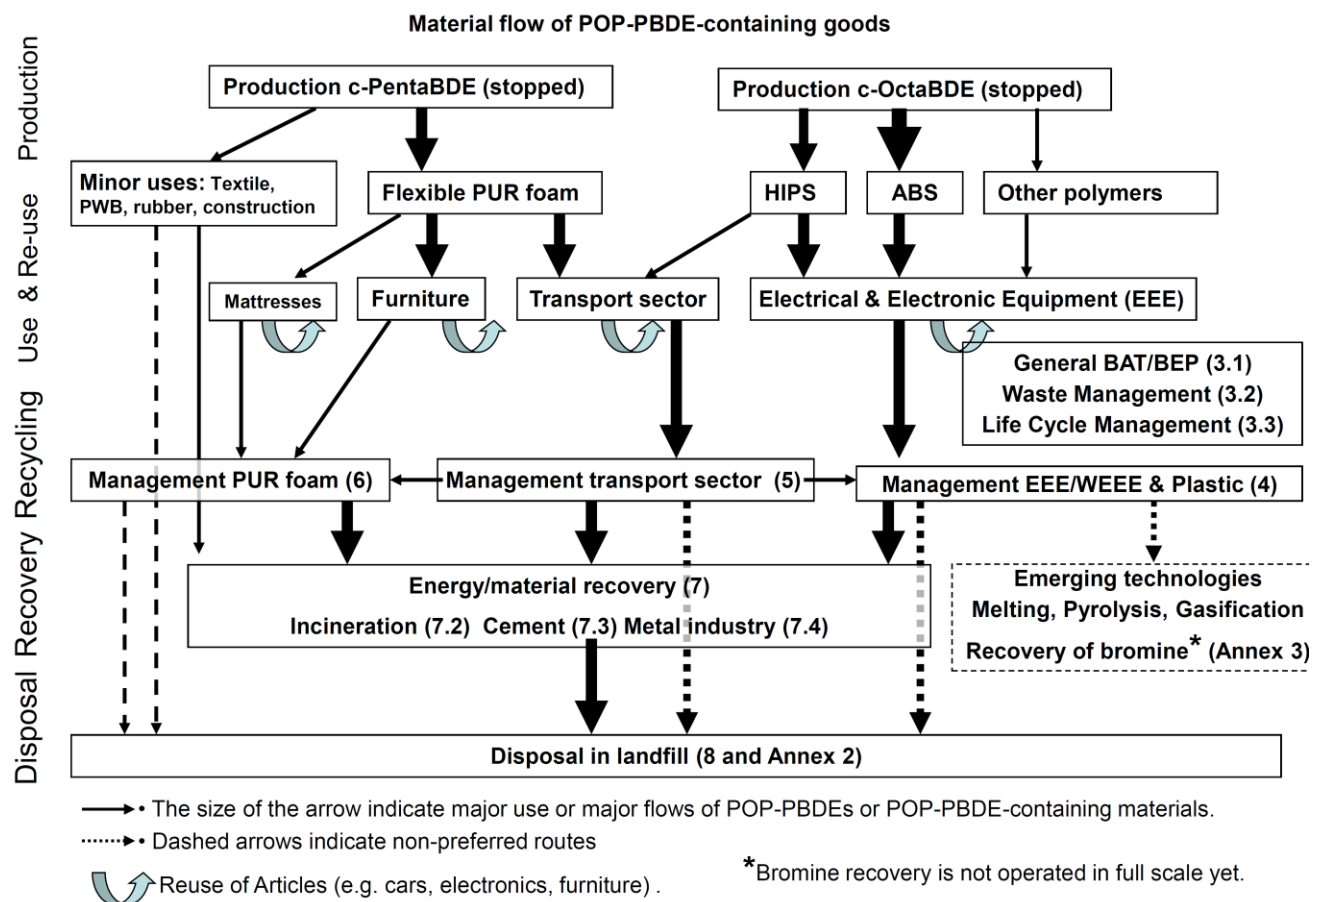 Material flow of POP-PBDE-containing goods
Production
Use & Re-use
Recycling
Recovery
Disposal
Production c-PentaBDE (stopped)
Production c-OctaBDE (stopped)
Minor uses: Textile,
PWB, rubber, construction
Flexible PUR foam
HIPS
ABS
Other polymers
Mattresses
Furniture
Transport sector
Electrical & Electronic Equipment (EEE)
General BAT/BEP (3.1)
Waste Management (3.2)
Life Cycle Management (3.3)
Management PUR foam (6)
Management transport sector (5)
Management EEE/WEEE & Plastic (4)
Energy/material recovery (7)
Incineration (7.2) Cement (7.3) Metal industry (7.4)
Emerging technologies
Melting, Pyrolysis, Gasification
Recovery of bromine* (Annex 3)
Disposal in landfill (8 and Annex 2)
• The size of the arrow indicate major use or major flows of POP-PBDEs or POP-PBDE-containing materials.
• Dashed arrows indicate non-preferred routes
Reuse of Articles (e.g. cars, electronics, furniture) .
*Bromine recovery is not operated in full scale yet.